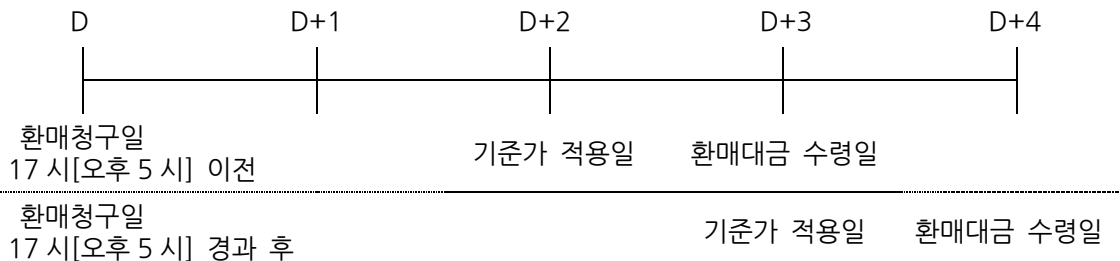 D D+1 D+2 D+3 D+4
환매청구일
17 시[오후 5 시] 이전
기준가 적용일 환매대금 수령일
환매청구일
17 시[오후 5 시] 경과 후
기준가 적용일 환매대금 수령일